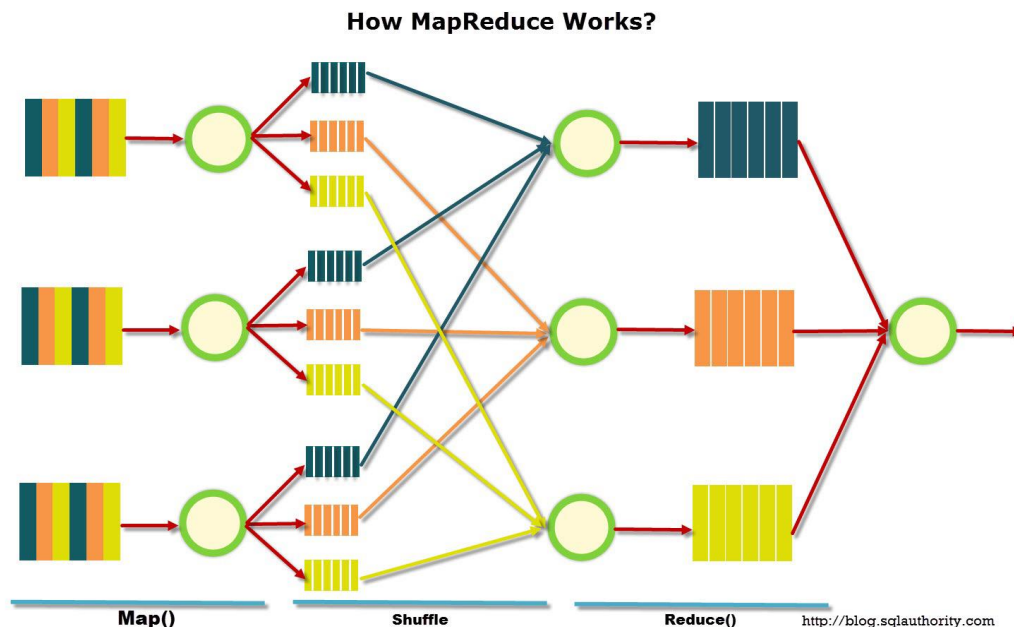 How MapReduce Works?
Map()
Shuffle
Reduce()
http://blog.sqlauthority.com